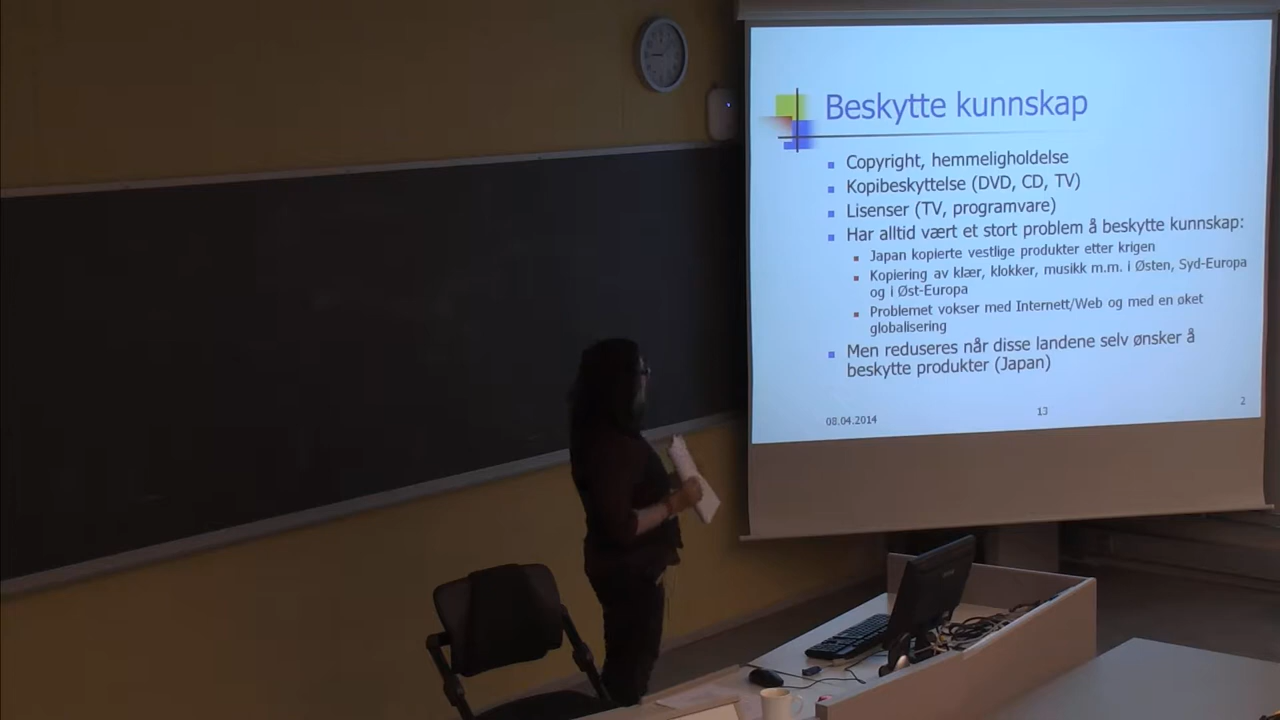 Beskytte kunnskap
Copyright, hemmeligholdelse
Kopibeskyttelse (DVD, CD, TV)
Lisenser (TV, programvare)
Har alltid vært et stort problem å beskytte kunnskap:
Japan kopierte vestlige produkter etter krigen
Kopiering av klær, klokker, musikk m.m. i Østen, Syd-Europa
og i Øst-Europa
Problemet vokser med Internett/Web og med en øket
globalisering
Men reduseres når disse landene selv ønsker å
beskytte produkter (Japan)
08.04.2014
13
2